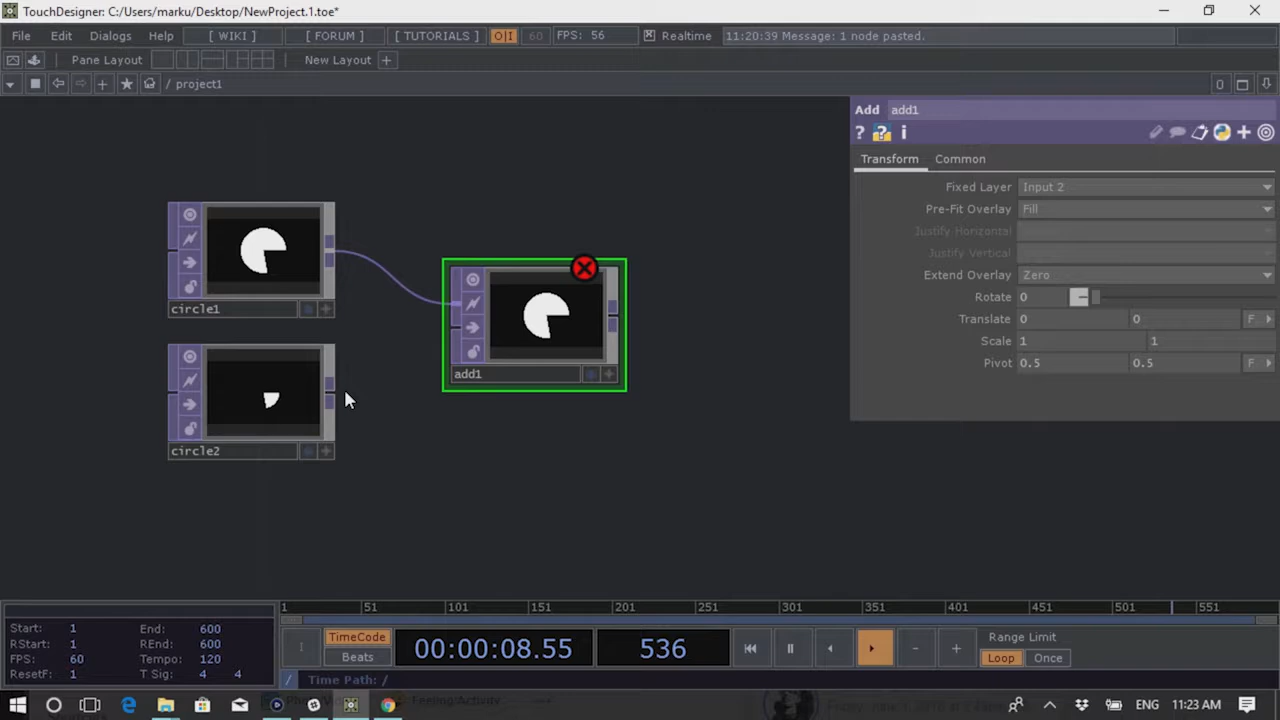 TouchDesigner: C:/Users/marku/Desktop/NewProject.1.toe*
File Edit Dialogs Help [ WIKI ] [ FORUM ] [ TUTORIALS ] O|I 60 FPS: 56 Realtime 11:20:39 Message: 1 node pasted.
Pane Layout New Layout +
/ project1 0
Add add1
? ? i
Transform Common
Fixed Layer Input 2
Pre-Fit Overlay Fill
Justify Horizontal
Justify Vertical
Extend Overlay Zero
Rotate 0
Translate 0 0 F
Scale 1 1
Pivot 0.5 0.5 F
circle1
add1
circle2
1 51 101 151 201 251 301 351 401 451 501 551
Start: 1 End: 600
RStart: 1 REnd: 600
FPS: 60 Tempo: 120
ResetF: 1 T Sig: 4 4
TimeCode
Beats
00:00:08.55 536
Range Limit
Loop Once
/ Time Path: /
ENG 11:23 AM